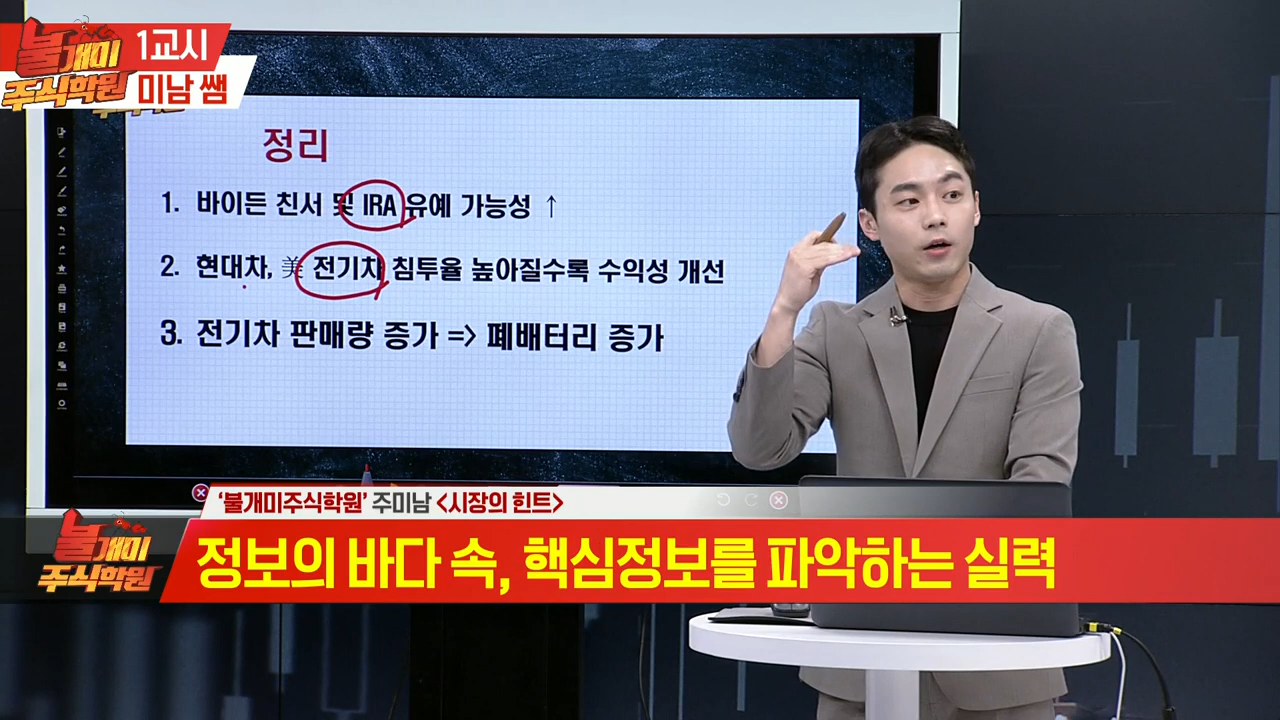 불개미
주식학원
1교시
미남 쌤
정리
1. 바이든 친서 및 IRA 유예 가능성 ↑
2. 현대차, 美 전기차 침투율 높아질수록 수익성 개선
3. 전기차 판매량 증가 => 폐배터리 증가
‘불개미주식학원’ 주미남 <시장의 힌트>
불개미
주식학원
정보의 바다 속, 핵심정보를 파악하는 실력